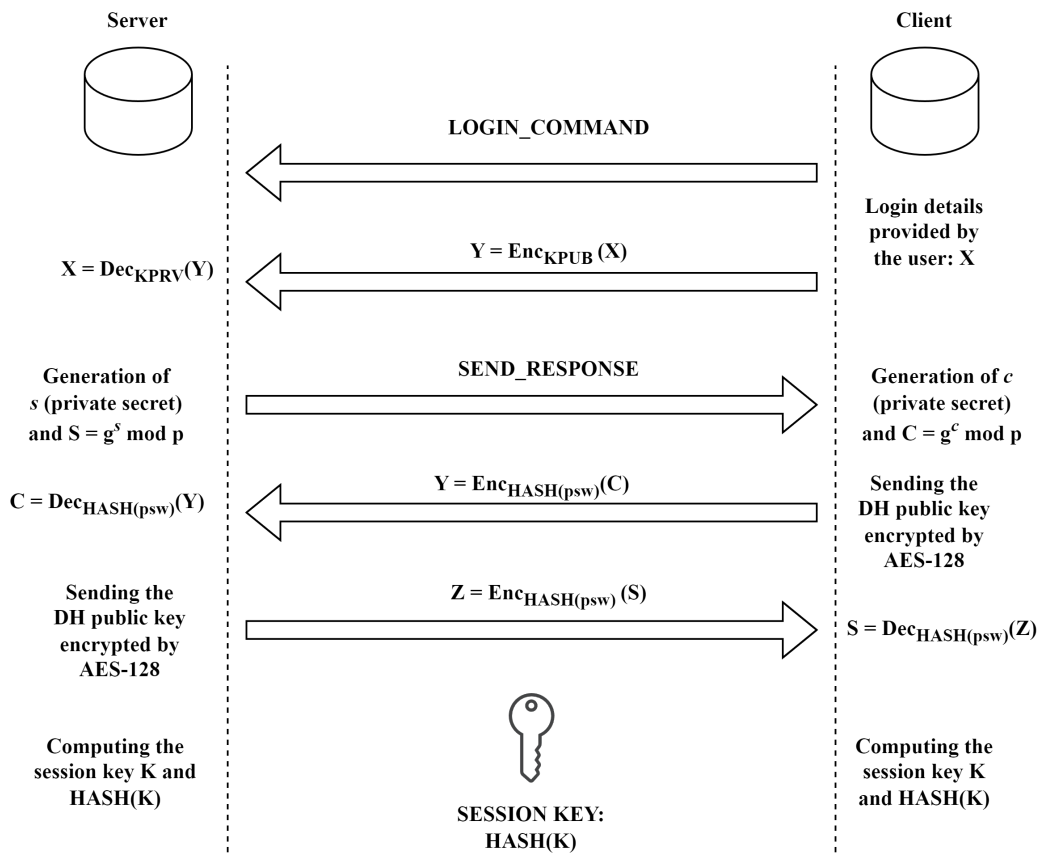 Server
Client
LOGIN_COMMAND
Login details
provided by
the user: X
Y = Enc_KPUB (X)
X = Dec_KPRV(Y)
SEND_RESPONSE
Generation of
s (private secret)
and S = g^s mod p
Generation of c
(private secret)
and C = g^c mod p
Y = Enc_HASH(psw)(C)
C = Dec_HASH(psw)(Y)
Sending the
DH public key
encrypted by
AES-128
Sending the
DH public key
encrypted by
AES-128
Z = Enc_HASH(psw) (S)
S = Dec_HASH(psw)(Z)
Computing the
session key K and
HASH(K)
SESSION KEY:
HASH(K)
Computing the
session key K
and HASH(K)